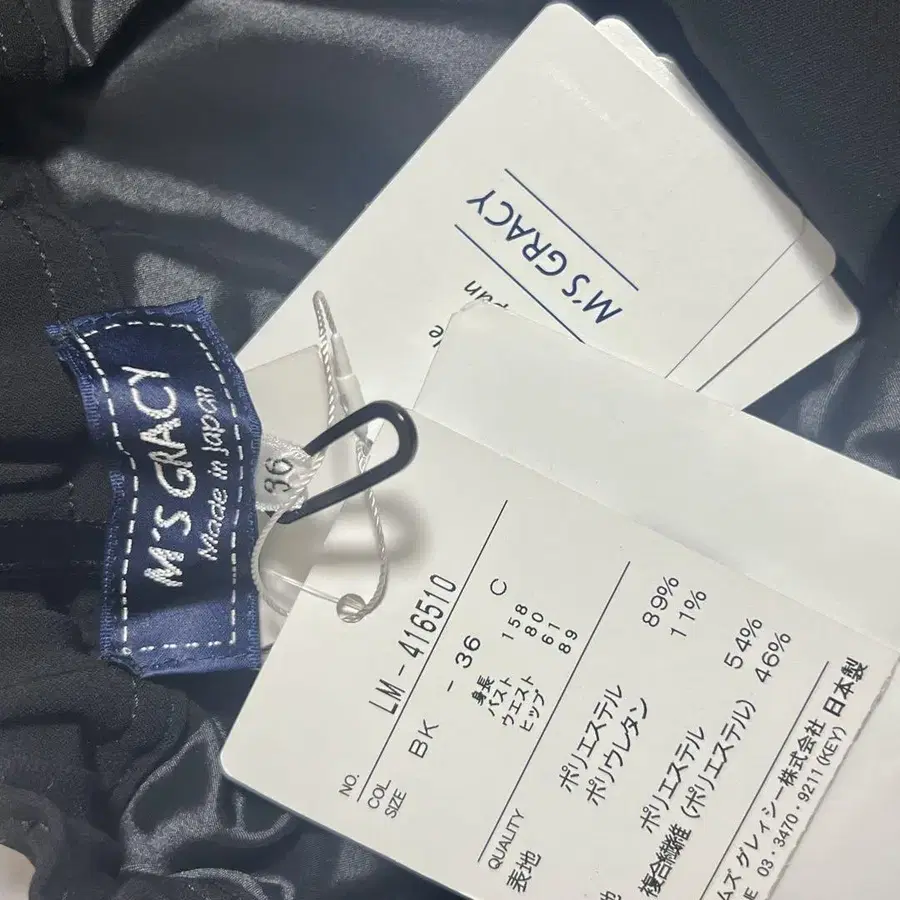 M'S GRACY
M'S GRACY
Made in Japan
36
NO. LM-416510
COL BK
SIZE - 36 C
身長 158
バスト 80
ウエスト 61
ヒップ 89
QUALITY
表地 ポリエステル 89%
ポリウレタン 11%
ポリエステル 54%
複合繊維 (ポリエステル) 46%
ムズ グレィシー株式会社
03・3470・9211 (KEY) 日本製